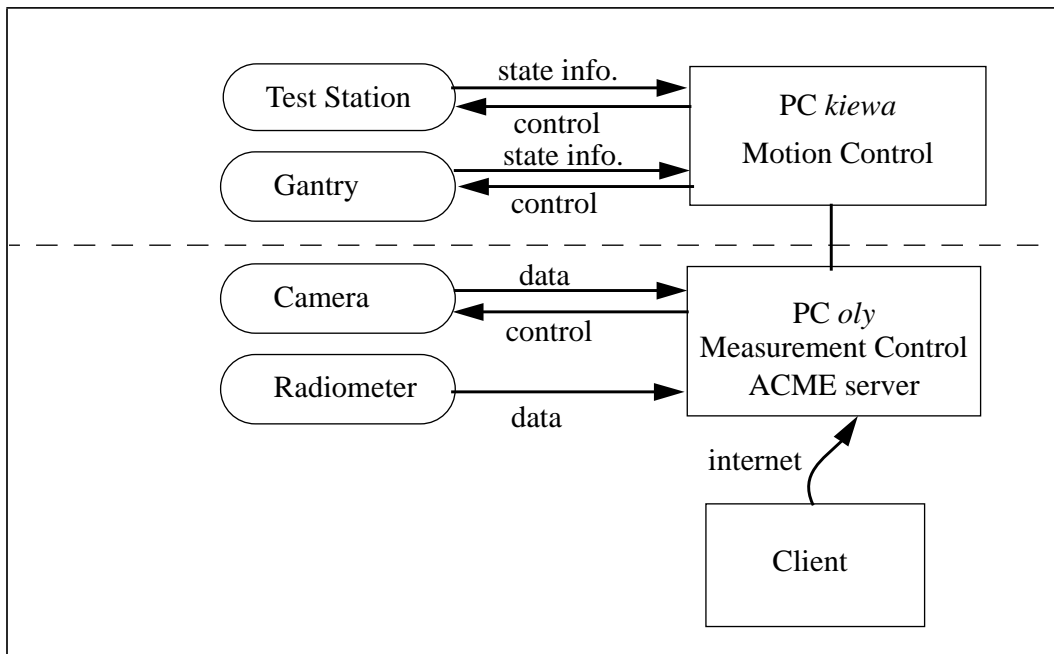 Test Station
state info.
control
PC kiewa
Motion Control
Gantry
state info.
control
Camera
data
control
PC oly
Measurement Control
ACME server
Radiometer
data
internet
Client